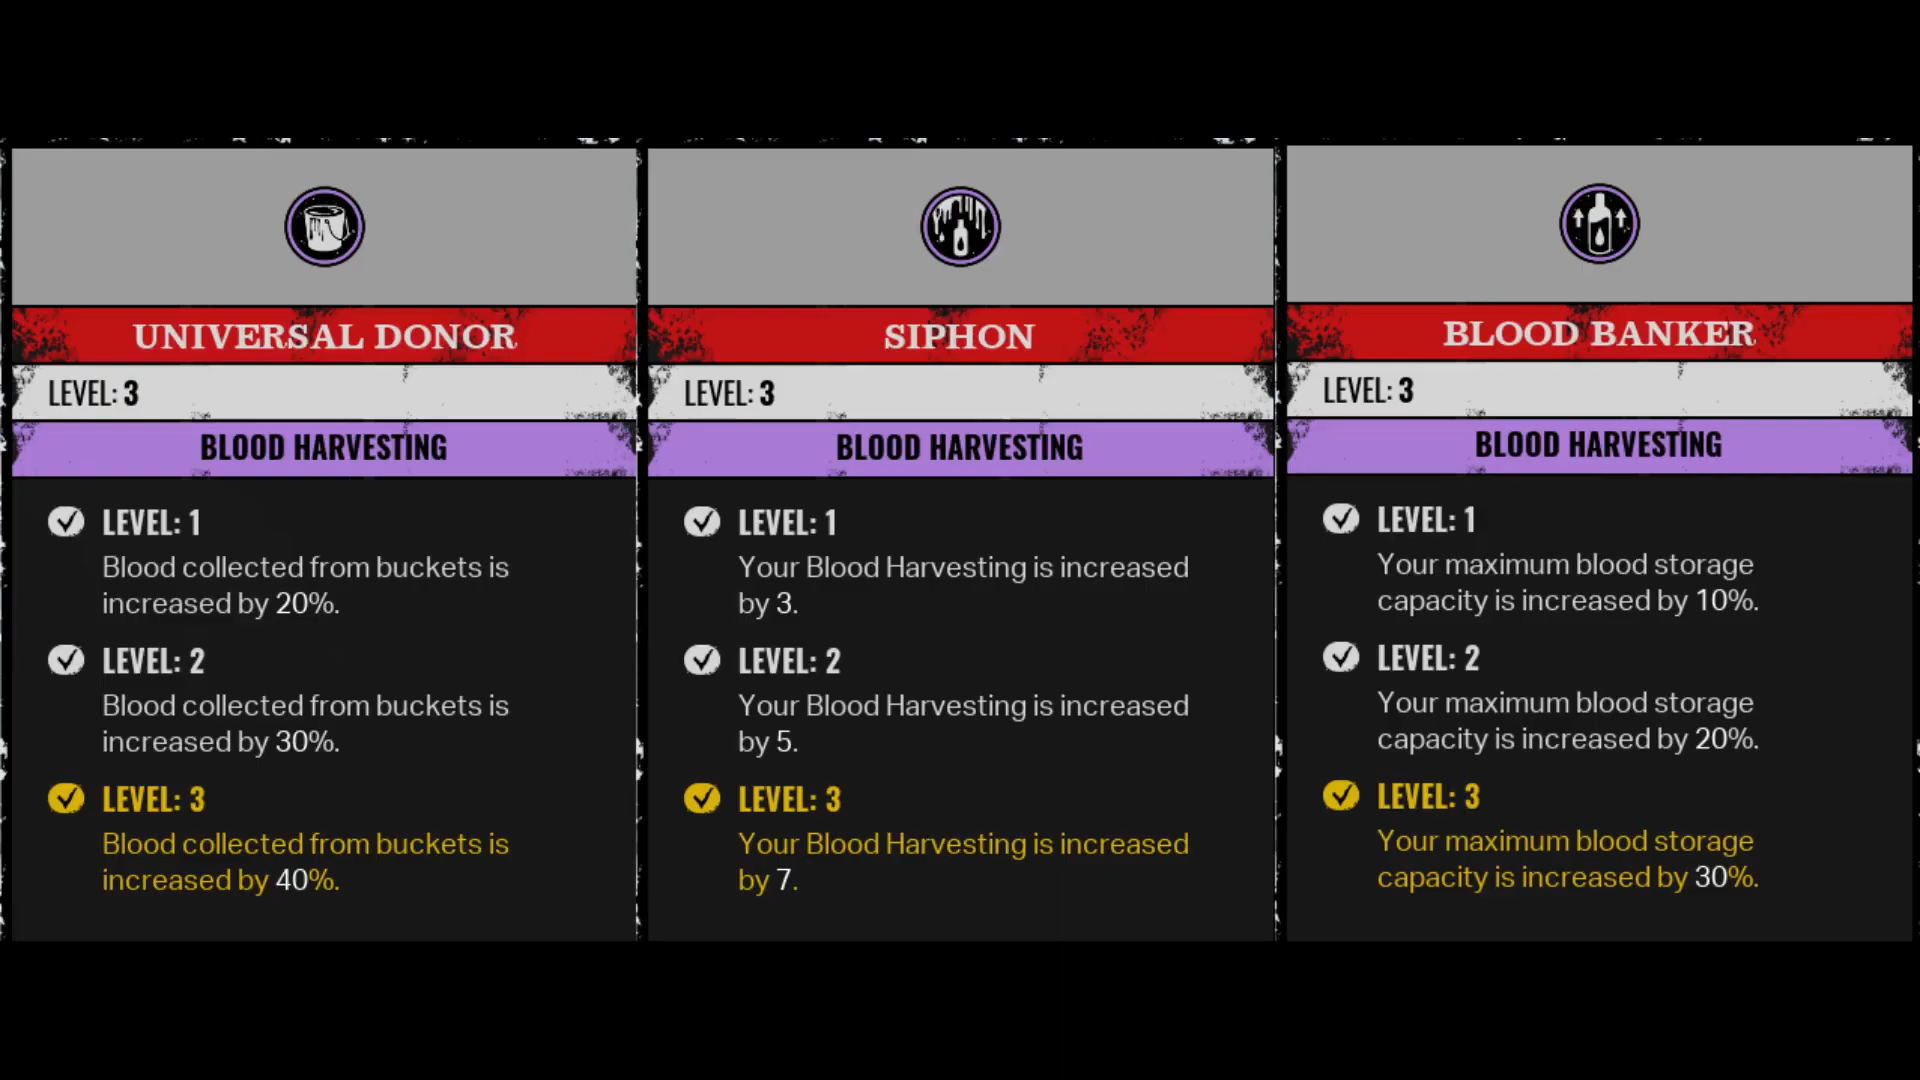 UNIVERSAL DONOR
LEVEL: 3
BLOOD HARVESTING
LEVEL: 1
Blood collected from buckets is
increased by 20%.
LEVEL: 2
Blood collected from buckets is
increased by 30%.
LEVEL: 3
Blood collected from buckets is
increased by 40%.
SIPHON
LEVEL: 3
BLOOD HARVESTING
LEVEL: 1
Your Blood Harvesting is increased
by 3.
LEVEL: 2
Your Blood Harvesting is increased
by 5.
LEVEL: 3
Your Blood Harvesting is increased
by 7.
BLOOD BANKER
LEVEL: 3
BLOOD HARVESTING
LEVEL: 1
Your maximum blood storage
capacity is increased by 10%.
LEVEL: 2
Your maximum blood storage
capacity is increased by 20%.
LEVEL: 3
Your maximum blood storage
capacity is increased by 30%.